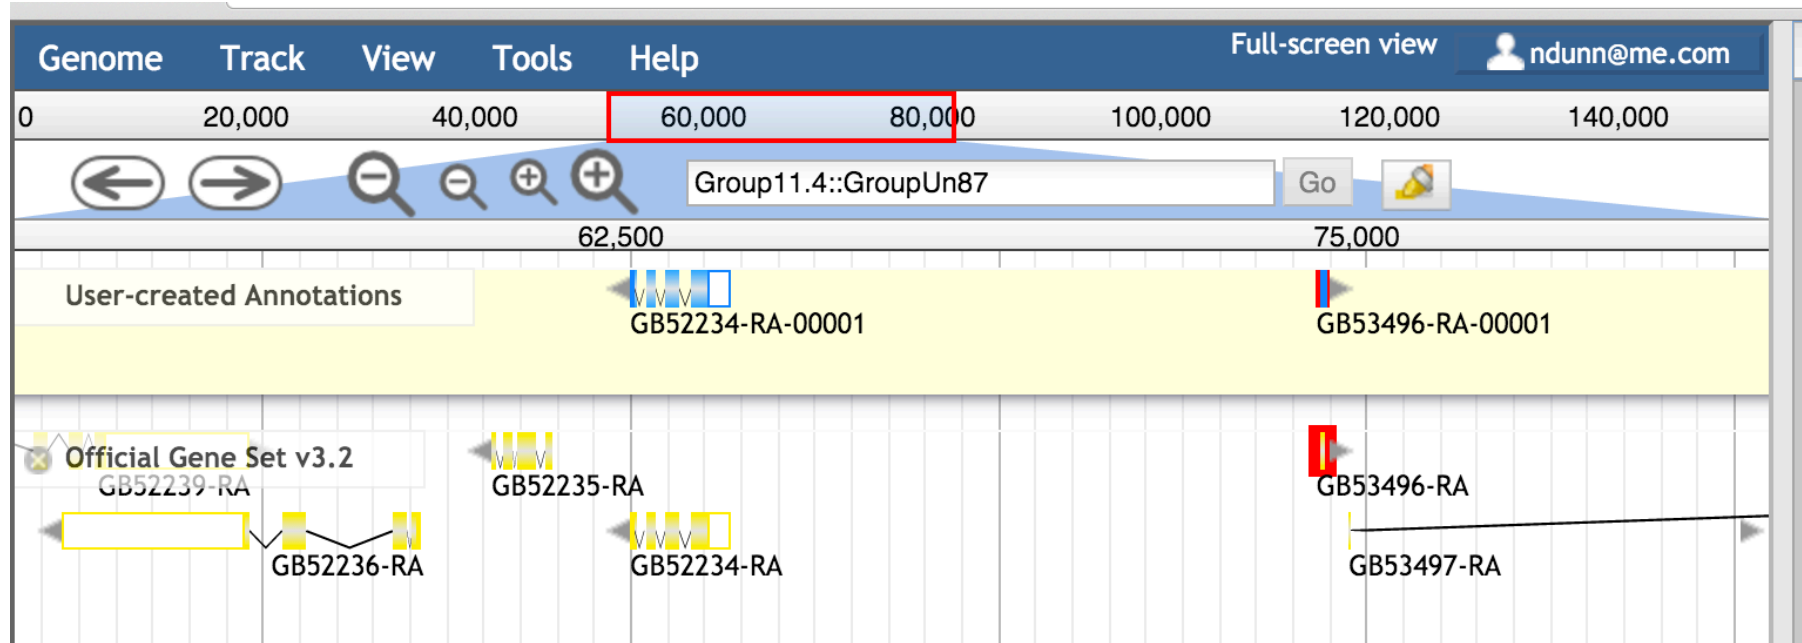 Genome Track View Tools Help Full-screen view ndunn@me.com
0 20,000 40,000 60,000 80,000 100,000 120,000 140,000
Group11.4::GroupUn87 Go
62,500 75,000
User-created Annotations
GB52234-RA-00001 GB53496-RA-00001
Official Gene Set v3.2
GB52239-RA GB52235-RA GB53496-RA
GB52236-RA GB52234-RA GB53497-RA